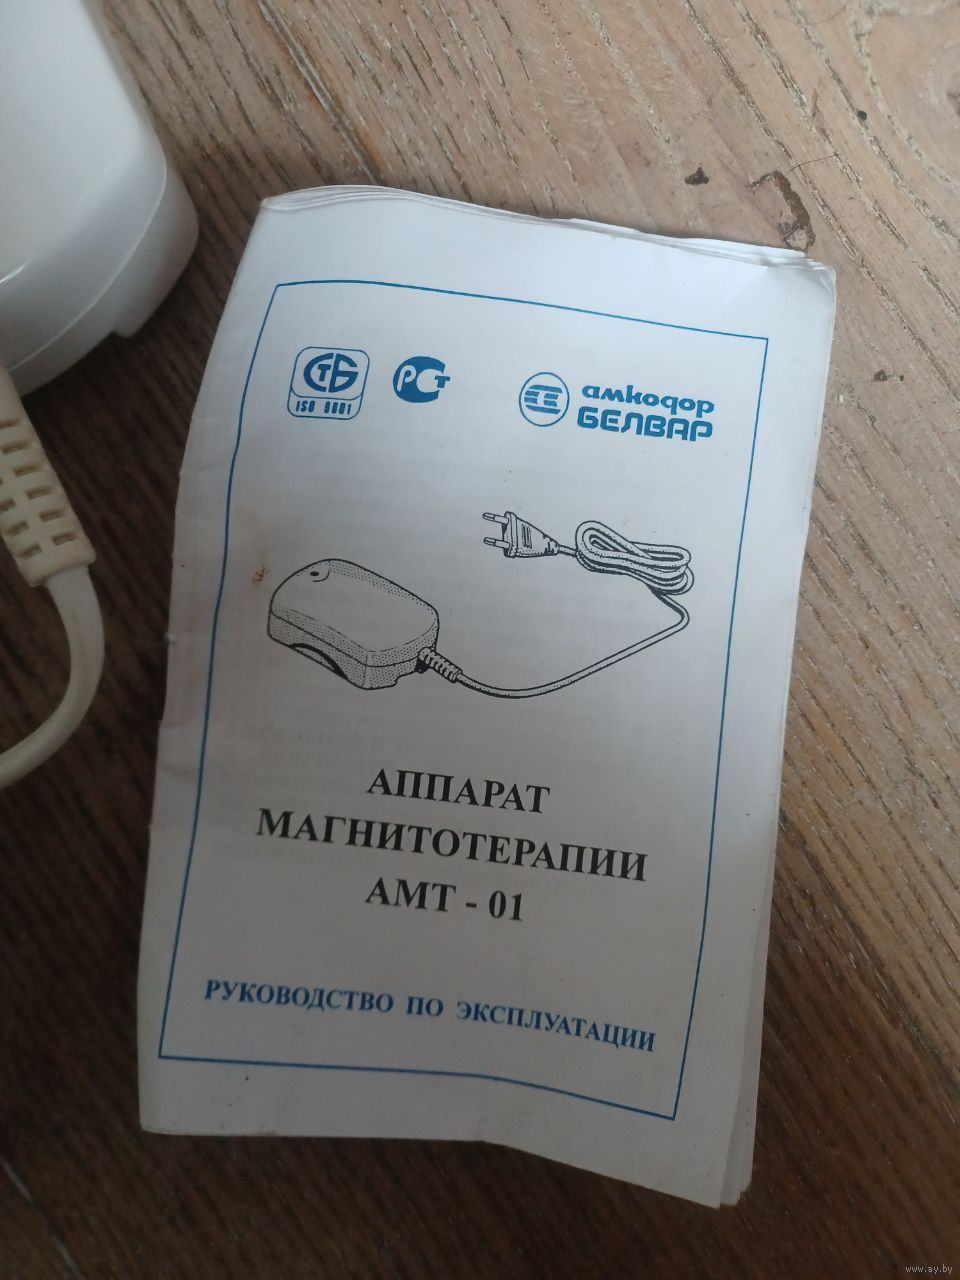 СТБ
ISO 9001
РСТ
амкодор
БЕЛВАР
АППАРАТ
МАГНИТОТЕРАПИИ
АМТ - 01
РУКОВОДСТВО ПО ЭКСПЛУАТАЦИИ
www.ay.by